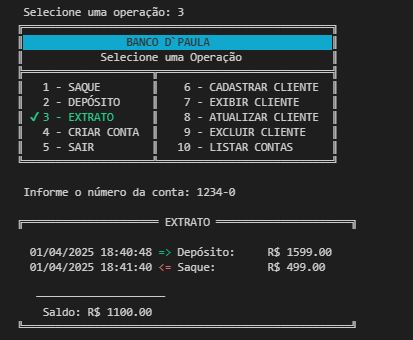 Selecione uma operação: 3
BANCO D`PAULA
Selecione uma Operação
1 - SAQUE 6 - CADASTRAR CLIENTE
2 - DEPÓSITO 7 - EXIBIR CLIENTE
✓ 3 - EXTRATO 8 - ATUALIZAR CLIENTE
4 - CRIAR CONTA 9 - EXCLUIR CLIENTE
5 - SAIR 10 - LISTAR CONTAS
Informe o número da conta: 1234-0
EXTRATO
01/04/2025 18:40:48 => Depósito: R$ 1599.00
01/04/2025 18:41:40 <= Saque: R$ 499.00
Saldo: R$ 1100.00